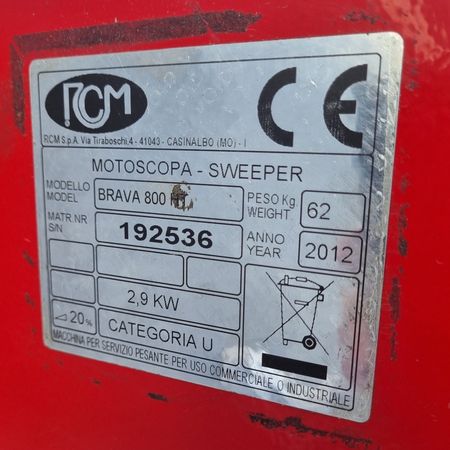 RCM
CE
RCM S.p.A. Via Tiraboschi,4 - 41043 - CASINALBO (MO) - I
MOTOSCOPA - SWEEPER
MODELLO MODEL BRAVA 800 PESO Kg. WEIGHT 62
MATR.NR S/N 192536 ANNO YEAR 2012
2,9 KW
20% CATEGORIA U
MACCHINA PER SERVIZIO PESANTE PER USO COMMERCIALE O INDUSTRIALE